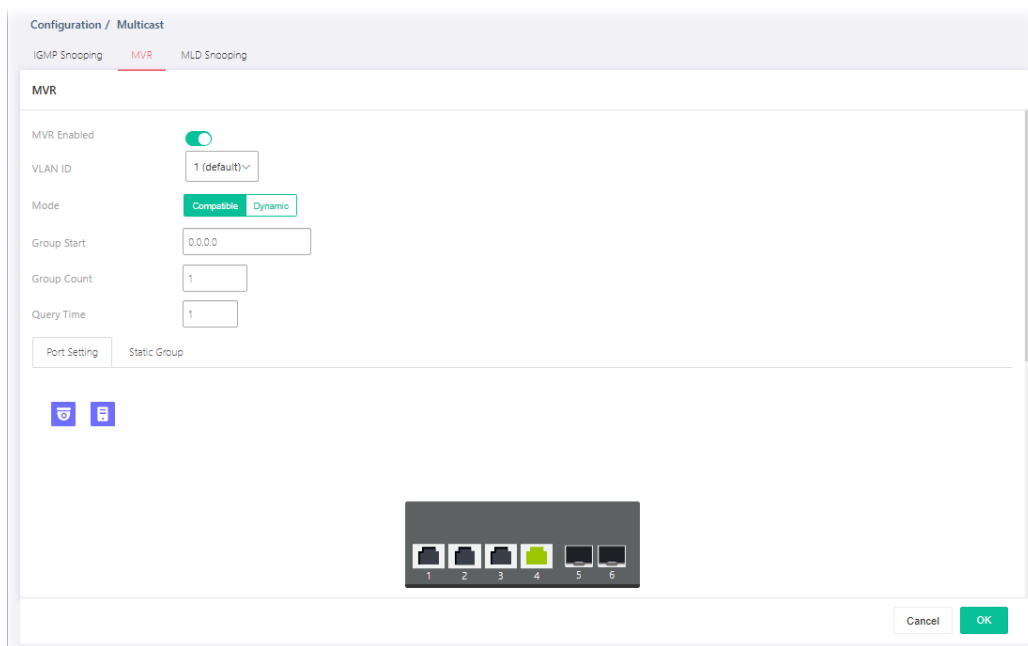 Configuration / Multicast
IGMP Snooping MVR MLD Snooping
MVR
MVR Enabled
VLAN ID 1 (default)
Mode Compatible Dynamic
Group Start 0.0.0.0
Group Count 1
Query Time 1
Port Setting Static Group
1 2 3 4 5 6
Cancel OK